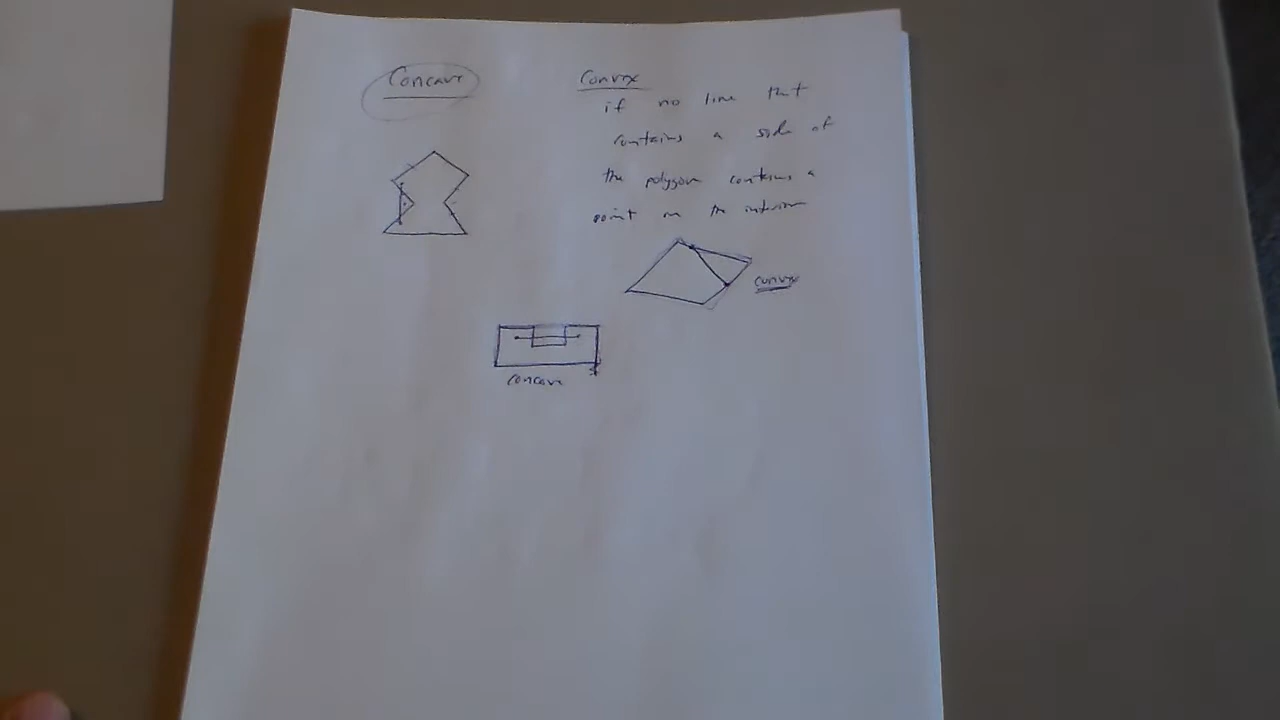 Concave
Convex
if no line that
contains a side of
the polygon contains a
point in the interior
convex
concave